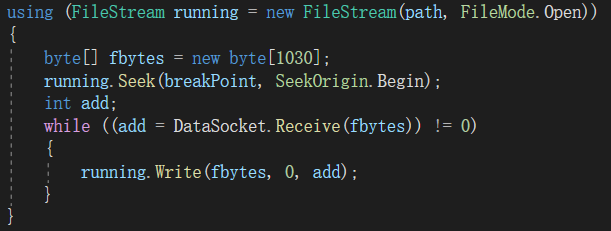 using (FileStream running = new FileStream(path, FileMode.Open))
{
byte[] fbytes = new byte[1030];
running.Seek(breakPoint, SeekOrigin.Begin);
int add;
while ((add = DataSocket.Receive(fbytes)) != 0)
{
running.Write(fbytes, 0, add);
}
}